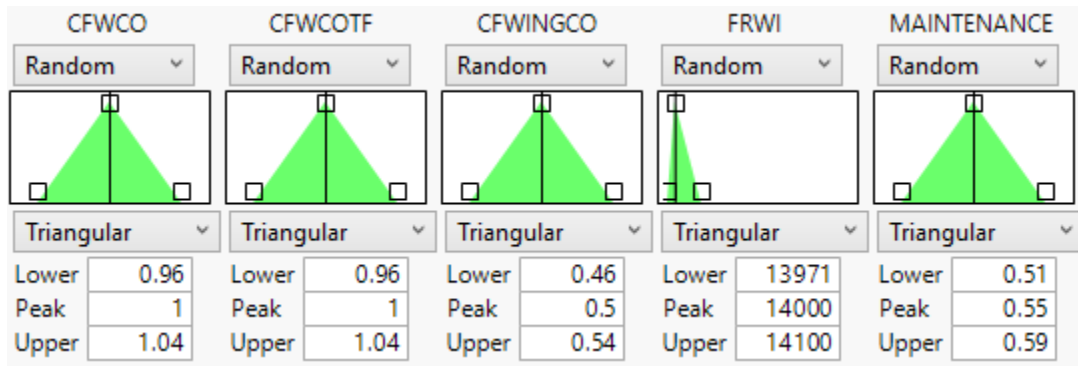 CFWCO CFWCOTF CFWINGCO FRWI MAINTENANCE
Random Random Random Random Random
Triangular Triangular Triangular Triangular Triangular
Lower 0.96 Lower 0.96 Lower 0.46 Lower 13971 Lower 0.51
Peak 1 Peak 1 Peak 0.5 Peak 14000 Peak 0.55
Upper 1.04 Upper 1.04 Upper 0.54 Upper 14100 Upper 0.59